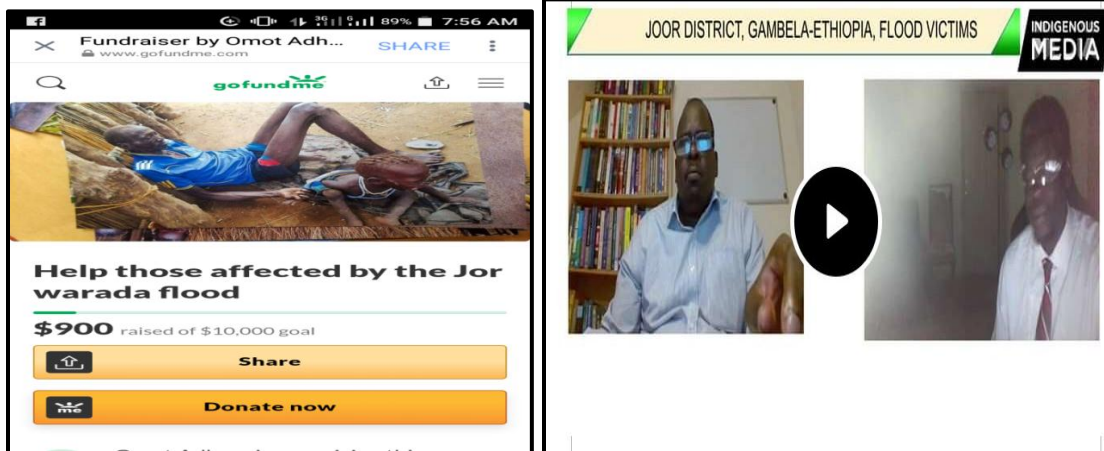 89% 7:56 AM
Fundraiser by Omot Adh... SHARE
www.gofundme.com
gofundme
Help those affected by the Jor
warada flood
$900 raised of $10,000 goal
Share
me Donate now
JOOR DISTRICT, GAMBELA-ETHIOPIA, FLOOD VICTIMS
INDIGENOUS
MEDIA